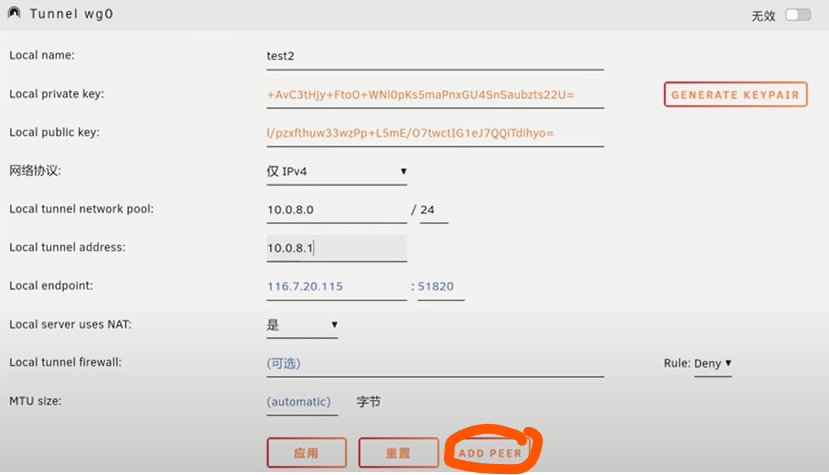 Tunnel wg0 无效
Local name: test2
Local private key: +AvC3tHjy+FtoO+WNl0pKs5maPnxGU4SnSaubzts22U= GENERATE KEYPAIR
Local public key: l/pzxfthuw33wzPp+L5mE/O7twctIG1eJ7QQiTdihyo=
网络协议: 仅 IPv4
Local tunnel network pool: 10.0.8.0 / 24
Local tunnel address: 10.0.8.1
Local endpoint: 116.7.20.115 : 51820
Local server uses NAT: 是
Local tunnel firewall: (可选) Rule: Deny
MTU size: (automatic) 字节
应用 重置 ADD PEER